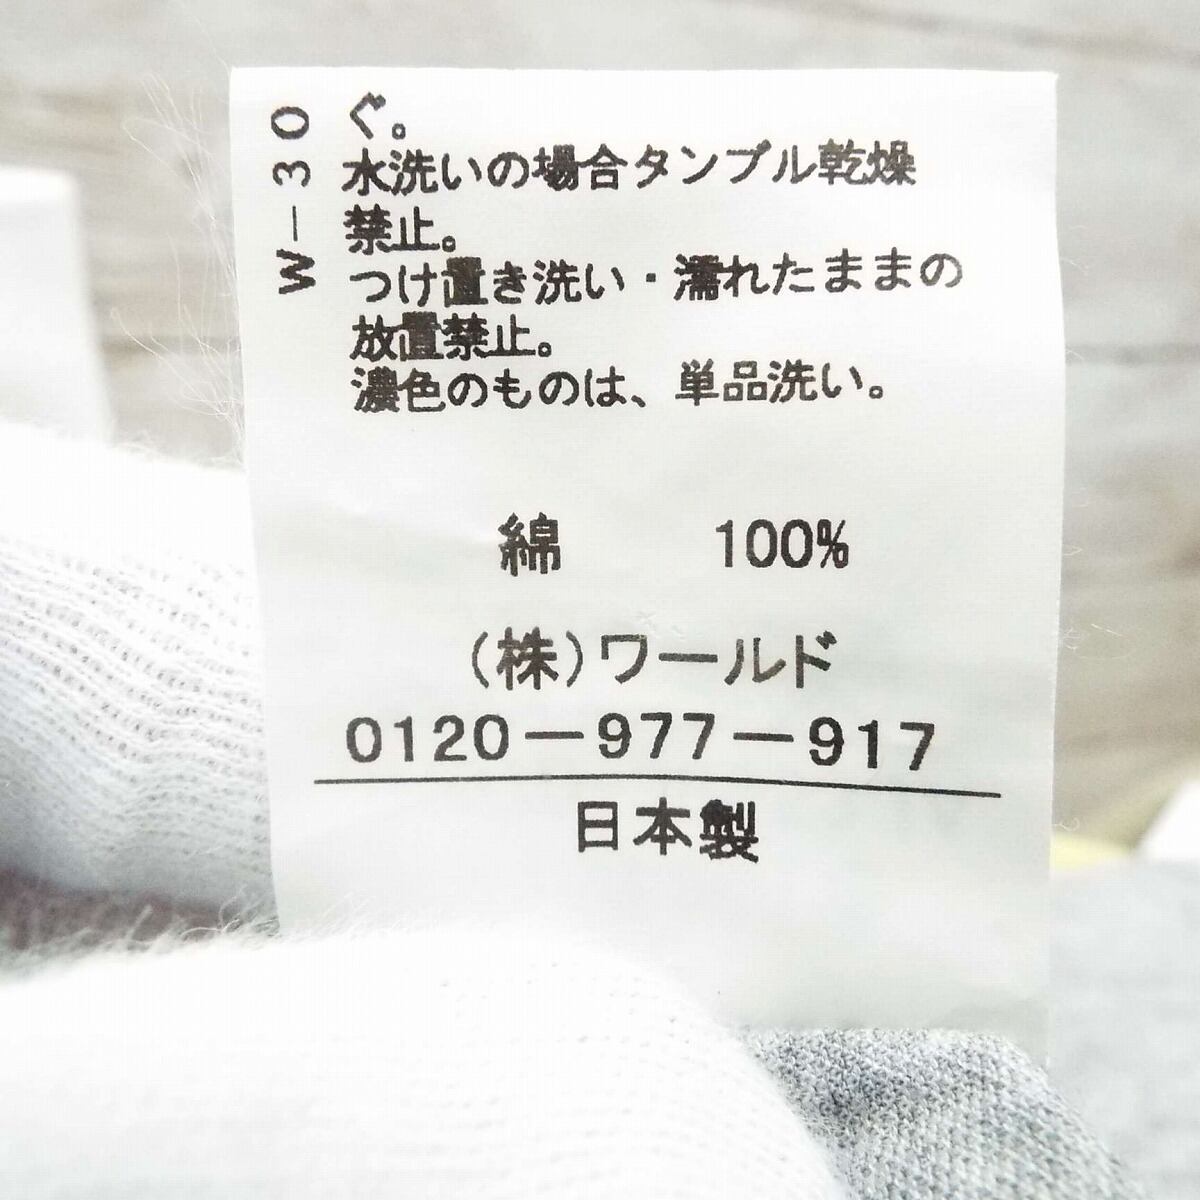 W-30
ぐ。
水洗いの場合タンブル乾燥
禁止。
つけ置き洗い・濡れたままの
放置禁止。
濃色のものは、単品洗い。
綿 100%
(株)ワールド
0120-977-917
日本製